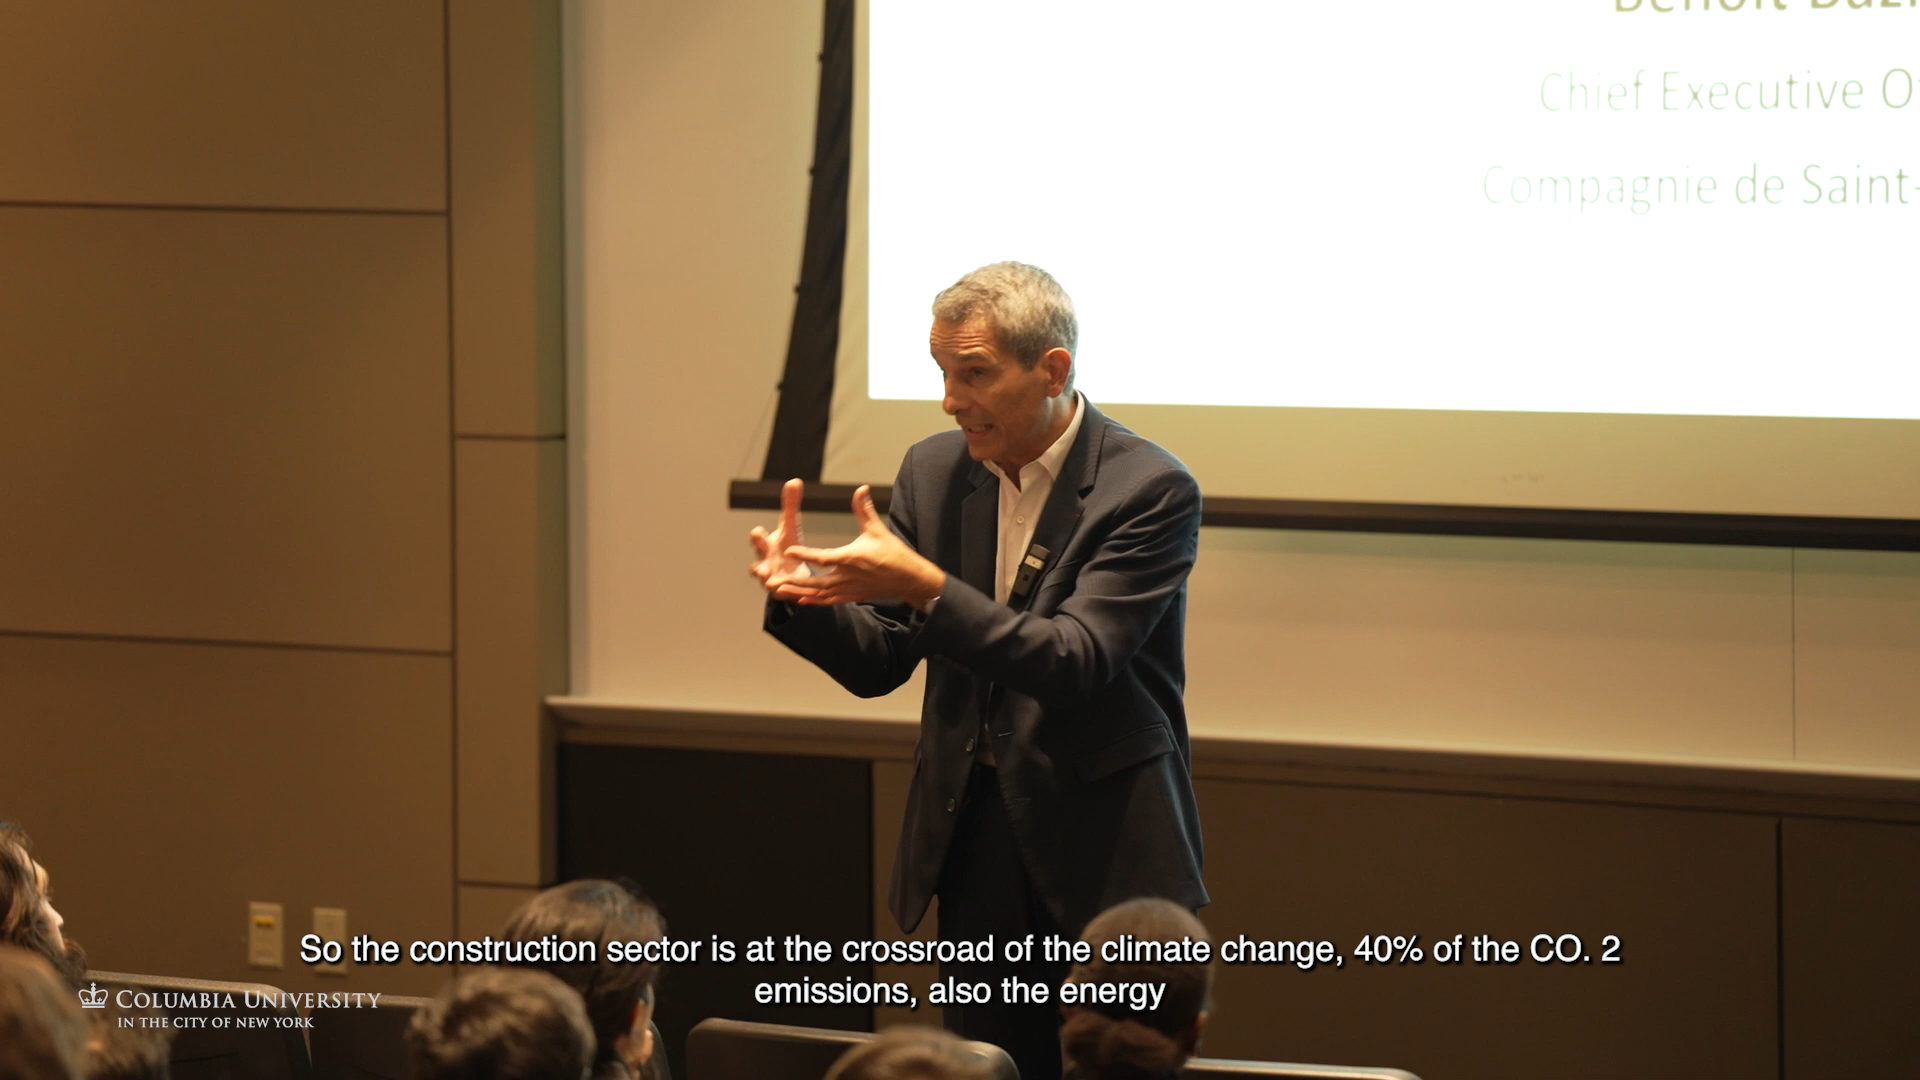 Benoit
Chief Executive
Compagnie de Saint-
So the construction sector is at the crossroad of the climate change, 40% of the CO. 2
emissions, also the energy
COLUMBIA UNIVERSITY
IN THE CITY OF NEW YORK